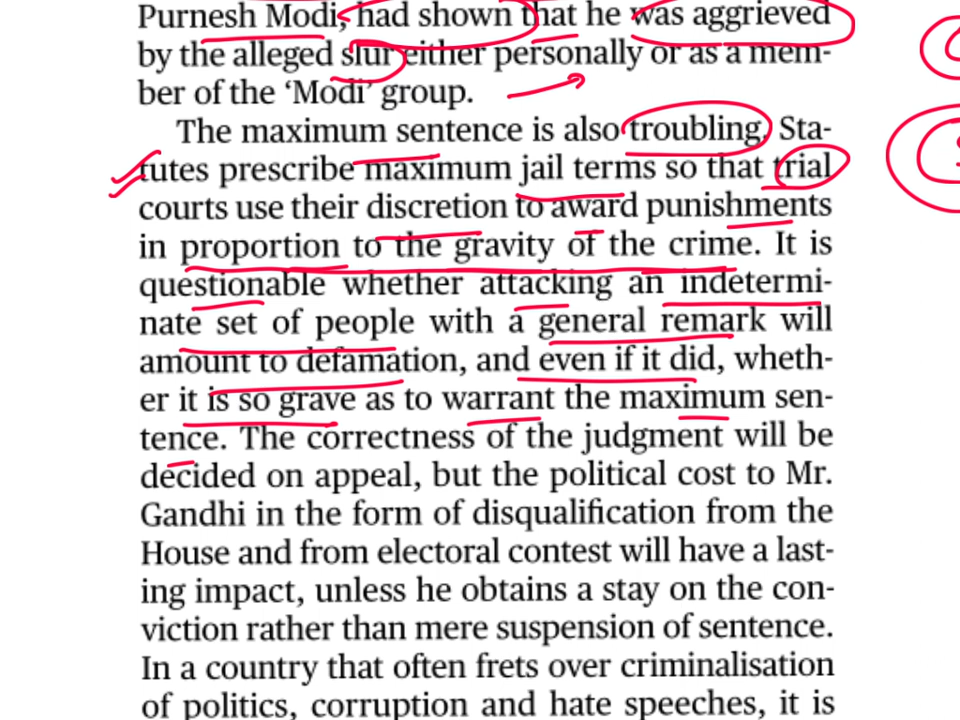 Purnesh Modi, had shown that he was aggrieved
by the alleged slur either personally or as a mem-
ber of the ‘Modi’ group.
The maximum sentence is also troubling. Sta-
tutes prescribe maximum jail terms so that trial
courts use their discretion to award punishments
in proportion to the gravity of the crime. It is
questionable whether attacking an indetermi-
nate set of people with a general remark will
amount to defamation, and even if it did, wheth-
er it is so grave as to warrant the maximum sen-
tence. The correctness of the judgment will be
decided on appeal, but the political cost to Mr.
Gandhi in the form of disqualification from the
House and from electoral contest will have a last-
ing impact, unless he obtains a stay on the con-
viction rather than mere suspension of sentence.
In a country that often frets over criminalisation
of politics, corruption and hate speeches, it is